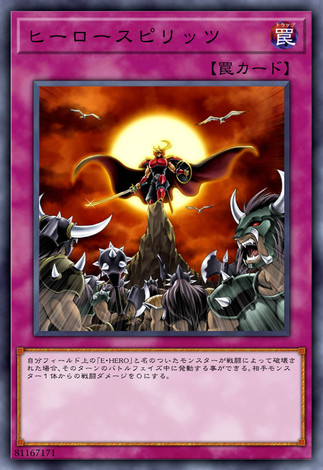 ヒーロースピリッツ
トラップ
罠
【罠カード】
自分フィールド上の「E・HERO」と名のついたモンスターが戦闘によって破壊さ
れた場合、そのターンのバトルフェイズ中に発動する事ができる。相手モンス
ター１体からの戦闘ダメージを０にする。
81167171